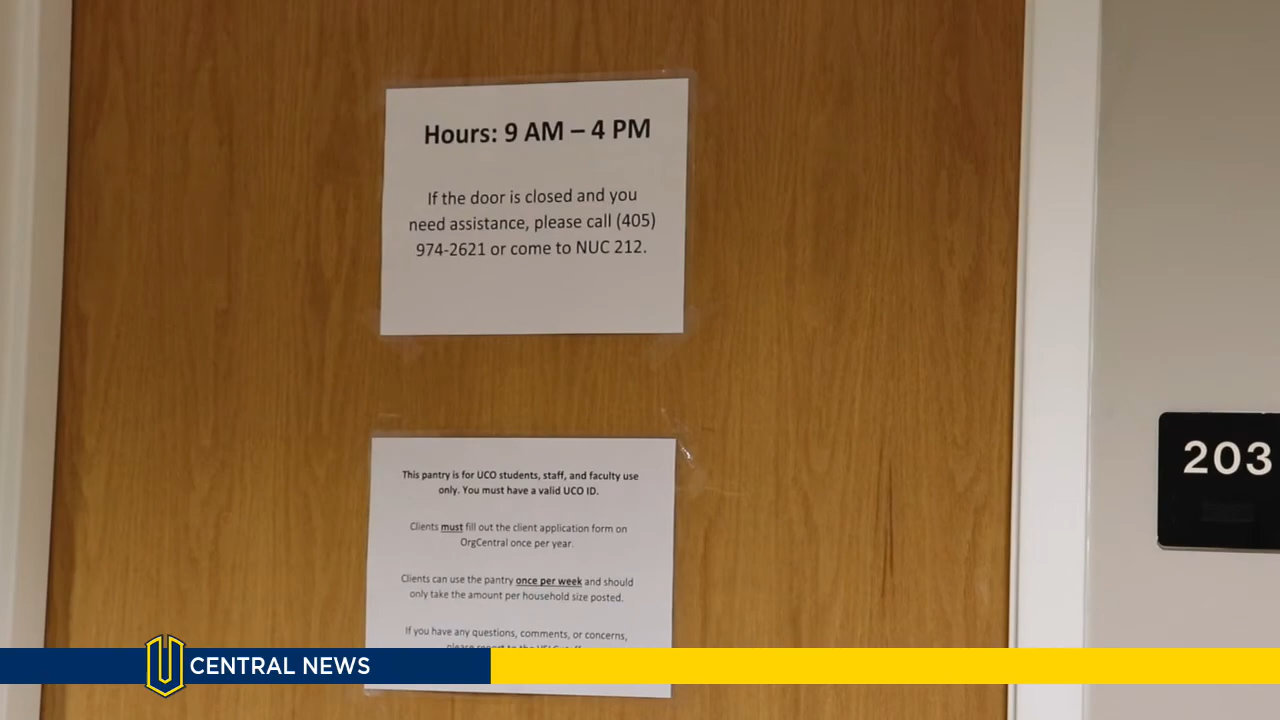 Hours: 9 AM – 4 PM
If the door is closed and you
need assistance, please call (405)
974-2621 or come to NUC 212.
This pantry is for UCO students, staff, and faculty use
only. You must have a valid UCO ID.
Clients must fill out the client application form on
OrgCentral once per year.
Clients can use the pantry once per week and should
only take the amount per household size posted.
If you have any questions, comments, or concerns,
203
CENTRAL NEWS